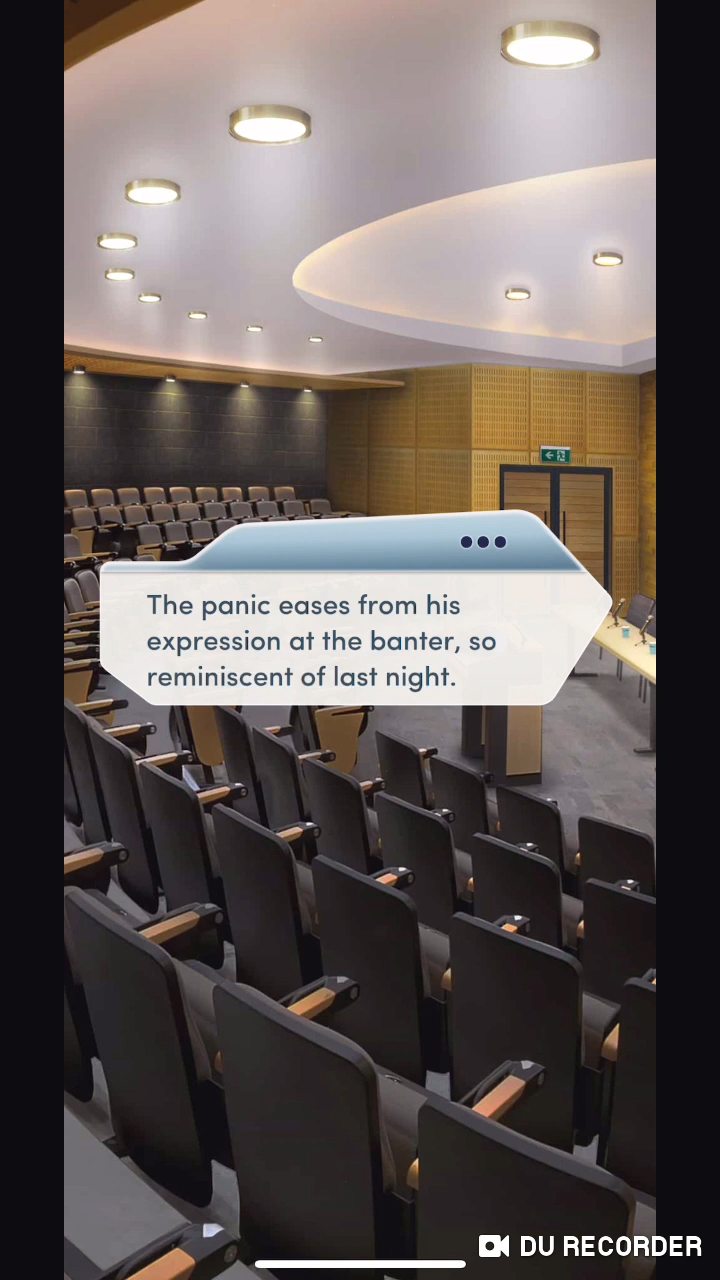 The panic eases from his
expression at the banter, so
reminiscent of last night.
DU RECORDER